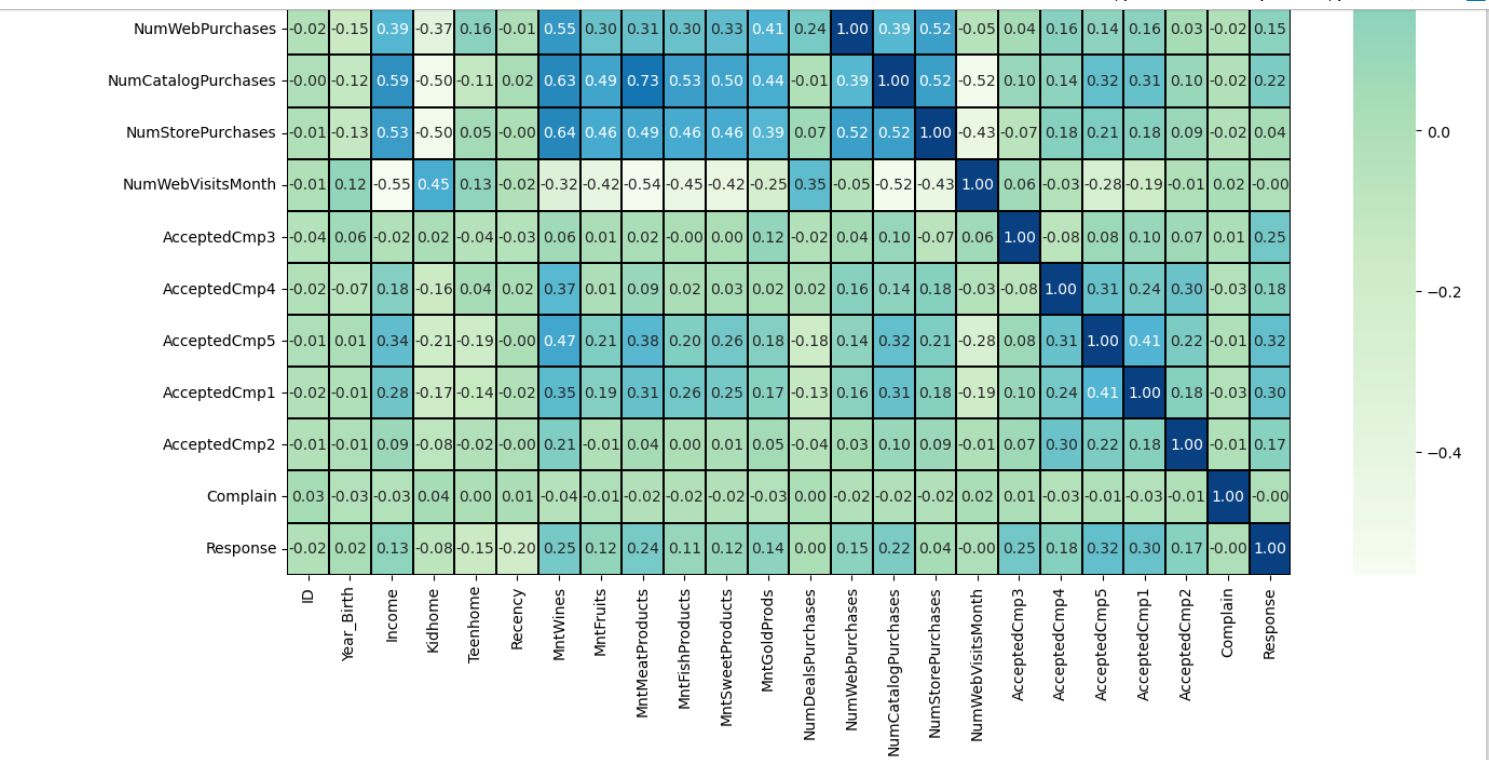 NumWebPurchases -0.02 -0.15 0.39 -0.37 0.16 -0.01 0.55 0.30 0.31 0.30 0.33 0.41 0.24 1.00 0.39 0.52 -0.05 0.04 0.16 0.14 0.16 0.03 -0.02 0.15
NumCatalogPurchases -0.00 -0.12 0.59 -0.50 -0.11 0.02 0.63 0.49 0.73 0.53 0.50 0.44 -0.01 0.39 1.00 0.52 -0.52 0.10 0.14 0.32 0.31 0.10 -0.02 0.22
NumStorePurchases -0.01 -0.13 0.53 -0.50 0.05 -0.00 0.64 0.46 0.49 0.46 0.46 0.39 0.07 0.52 0.52 1.00 -0.43 -0.07 0.18 0.21 0.18 0.09 -0.02 0.04
0.0
NumWebVisitsMonth -0.01 0.12 -0.55 0.45 0.13 -0.02 -0.32 -0.42 -0.54 -0.45 -0.42 -0.25 0.35 -0.05 -0.52 -0.43 1.00 0.06 -0.03 -0.28 -0.19 -0.01 0.02 -0.00
AcceptedCmp3 -0.04 0.06 -0.02 0.02 -0.04 -0.03 0.06 0.01 0.02 -0.00 0.00 0.12 -0.02 0.04 0.10 -0.07 0.06 1.00 -0.08 0.08 0.10 0.07 0.01 0.25
AcceptedCmp4 -0.02 -0.07 0.18 -0.16 0.04 0.02 0.37 0.01 0.09 0.02 0.03 0.02 0.02 0.16 0.14 0.18 -0.03 -0.08 1.00 0.31 0.24 0.30 -0.03 0.18
−0.2
AcceptedCmp5 -0.01 0.01 0.34 -0.21 -0.19 -0.00 0.47 0.21 0.38 0.20 0.26 0.18 -0.18 0.14 0.32 0.21 -0.28 0.08 0.31 1.00 0.41 0.22 -0.01 0.32
AcceptedCmp1 -0.02 -0.01 0.28 -0.17 -0.14 -0.02 0.35 0.19 0.31 0.26 0.25 0.17 -0.13 0.16 0.31 0.18 -0.19 0.10 0.24 0.41 1.00 0.18 -0.03 0.30
AcceptedCmp2 -0.01 -0.01 0.09 -0.08 -0.02 -0.00 0.21 -0.01 0.04 0.00 0.01 0.05 -0.04 0.03 0.10 0.09 -0.01 0.07 0.30 0.22 0.18 1.00 -0.01 0.17
−0.4
Complain 0.03 -0.03 -0.03 0.04 0.00 0.01 -0.04 -0.01 -0.02 -0.02 -0.02 -0.03 0.00 -0.02 -0.02 -0.02 0.02 0.01 -0.03 -0.01 -0.03 -0.01 1.00 -0.00
Response -0.02 0.02 0.13 -0.08 -0.15 -0.20 0.25 0.12 0.24 0.11 0.12 0.14 0.00 0.15 0.22 0.04 -0.00 0.25 0.18 0.32 0.30 0.17 -0.00 1.00
ID
Year_Birth
Income
Kidhome
Teenhome
Recency
MntWines
MntFruits
MntMeatProducts
MntFishProducts
MntSweetProducts
MntGoldProds
NumDealsPurchases
NumWebPurchases
NumCatalogPurchases
NumStorePurchases
NumWebVisitsMonth
AcceptedCmp3
AcceptedCmp4
AcceptedCmp5
AcceptedCmp1
AcceptedCmp2
Complain
Response